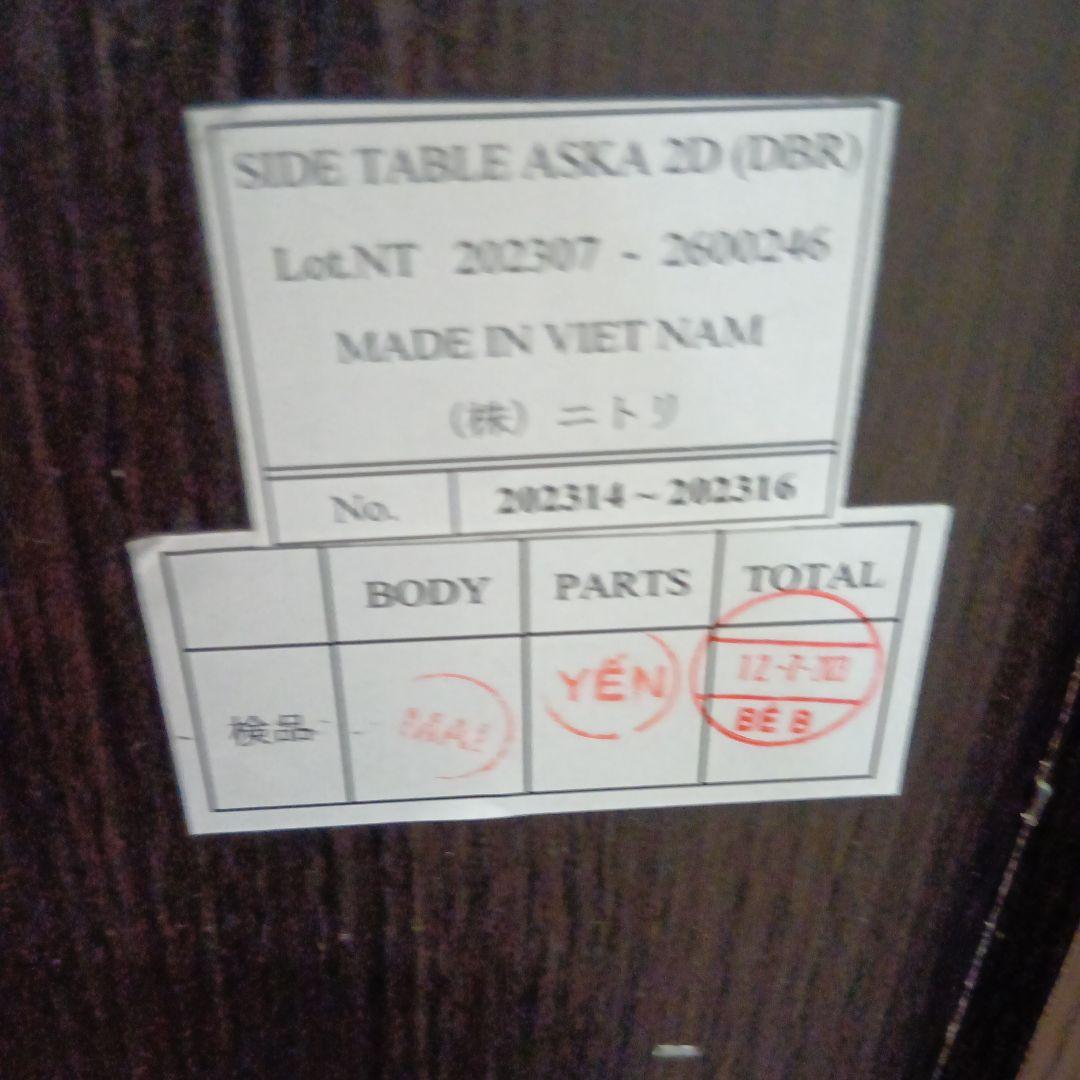 SIDE TABLE ASKA 2D (DBR)
Lot.NT 202307 ~ 2600246
MADE IN VIET NAM
(株) ニトリ
No. 202314 ~ 202316
BODY PARTS TOTAL
検品 MAI YẾN
BÉ B